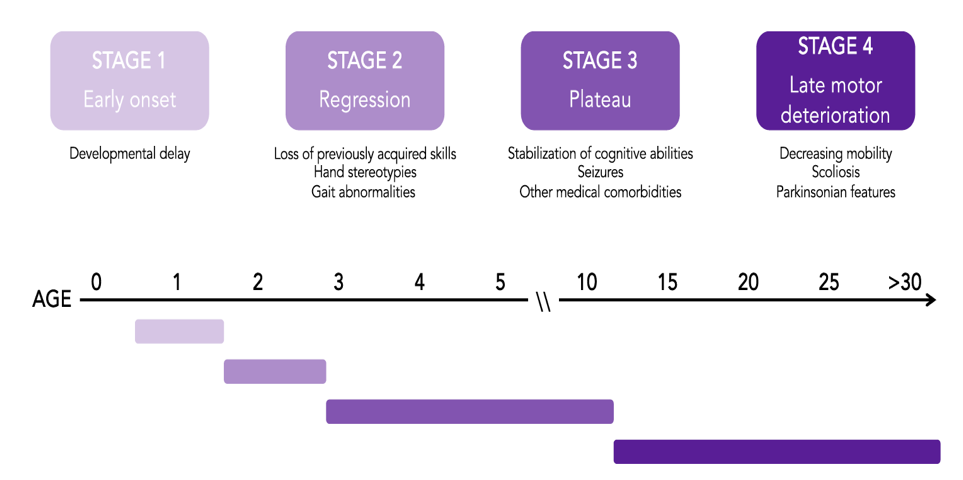 STAGE 1
Early onset
Developmental delay
STAGE 2
Regression
Loss of previously acquired skills
Hand stereotypies
Gait abnormalities
STAGE 3
Plateau
Stabilization of cognitive abilities
Seizures
Other medical comorbidities
STAGE 4
Late motor
deterioration
Decreasing mobility
Scoliosis
Parkinsonian features
AGE 0 1 2 3 4 5 \\ 10 15 20 25 >30